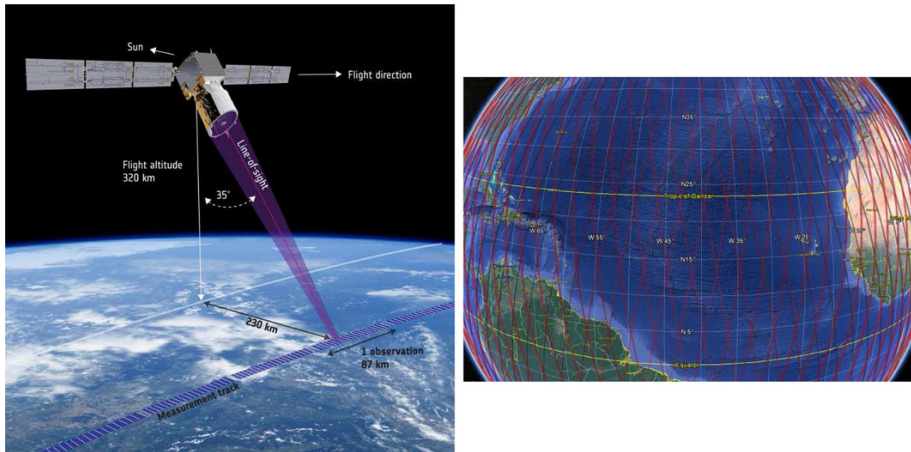 Sun
Flight direction
Line-of-sight
Flight altitude
320 km
35°
230 km
1 observation
87 km
Measurement track
N35°
N25°
Tropic of Cancer
W 65°
W 55°
W 45°
W 35°
W 25°
N15°
N 5°
Equator